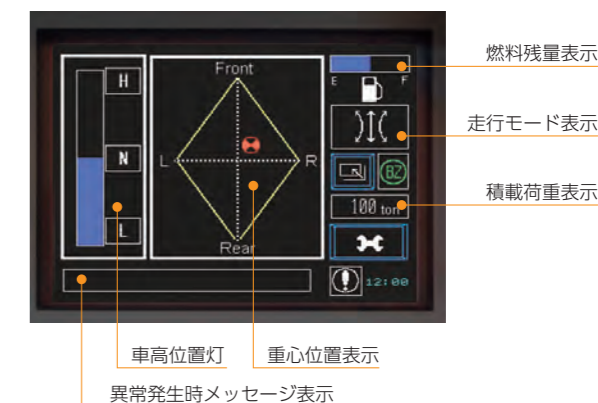 Front
H
N
L
L
R
Rear
E
F
BZ
100 ton
12:00
燃料残量表示
走行モード表示
積載荷重表示
車高位置灯
重心位置表示
異常発生時メッセージ表示